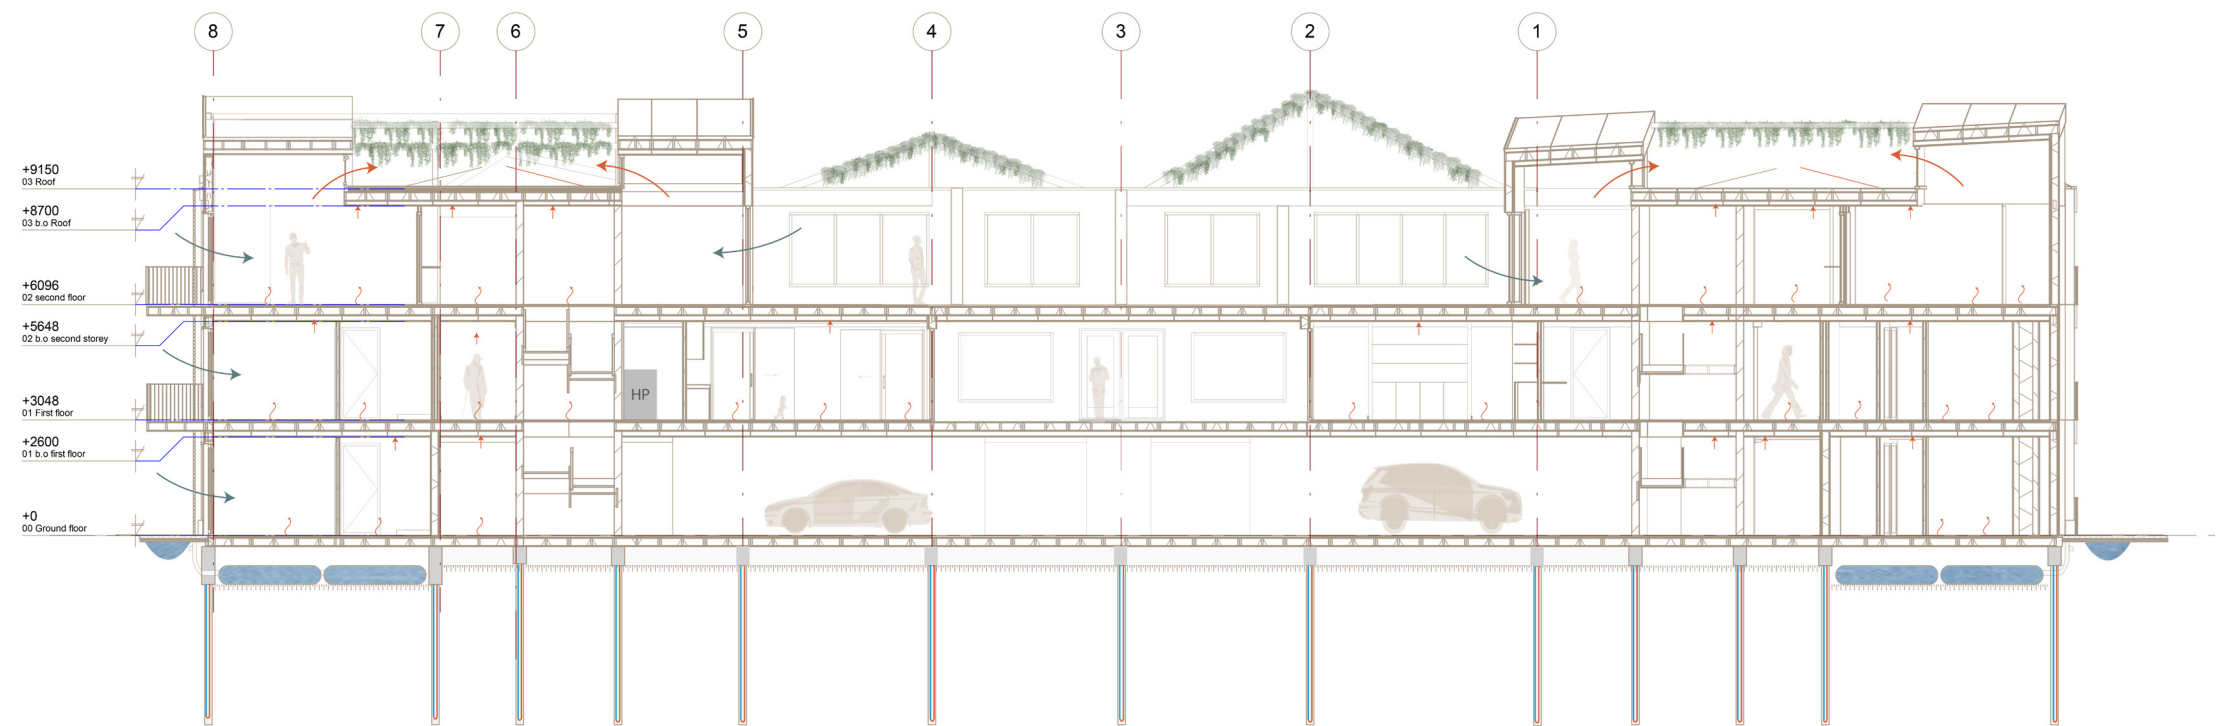 8 7 6 5 4 3 2 1
+9150
03 Roof
+8700
03 b.o Roof
+6096
02 second floor
+5648
02 b.o second storey
+3048
01 First floor
HP
+2600
01 b.o first floor
+0
00 Ground floor